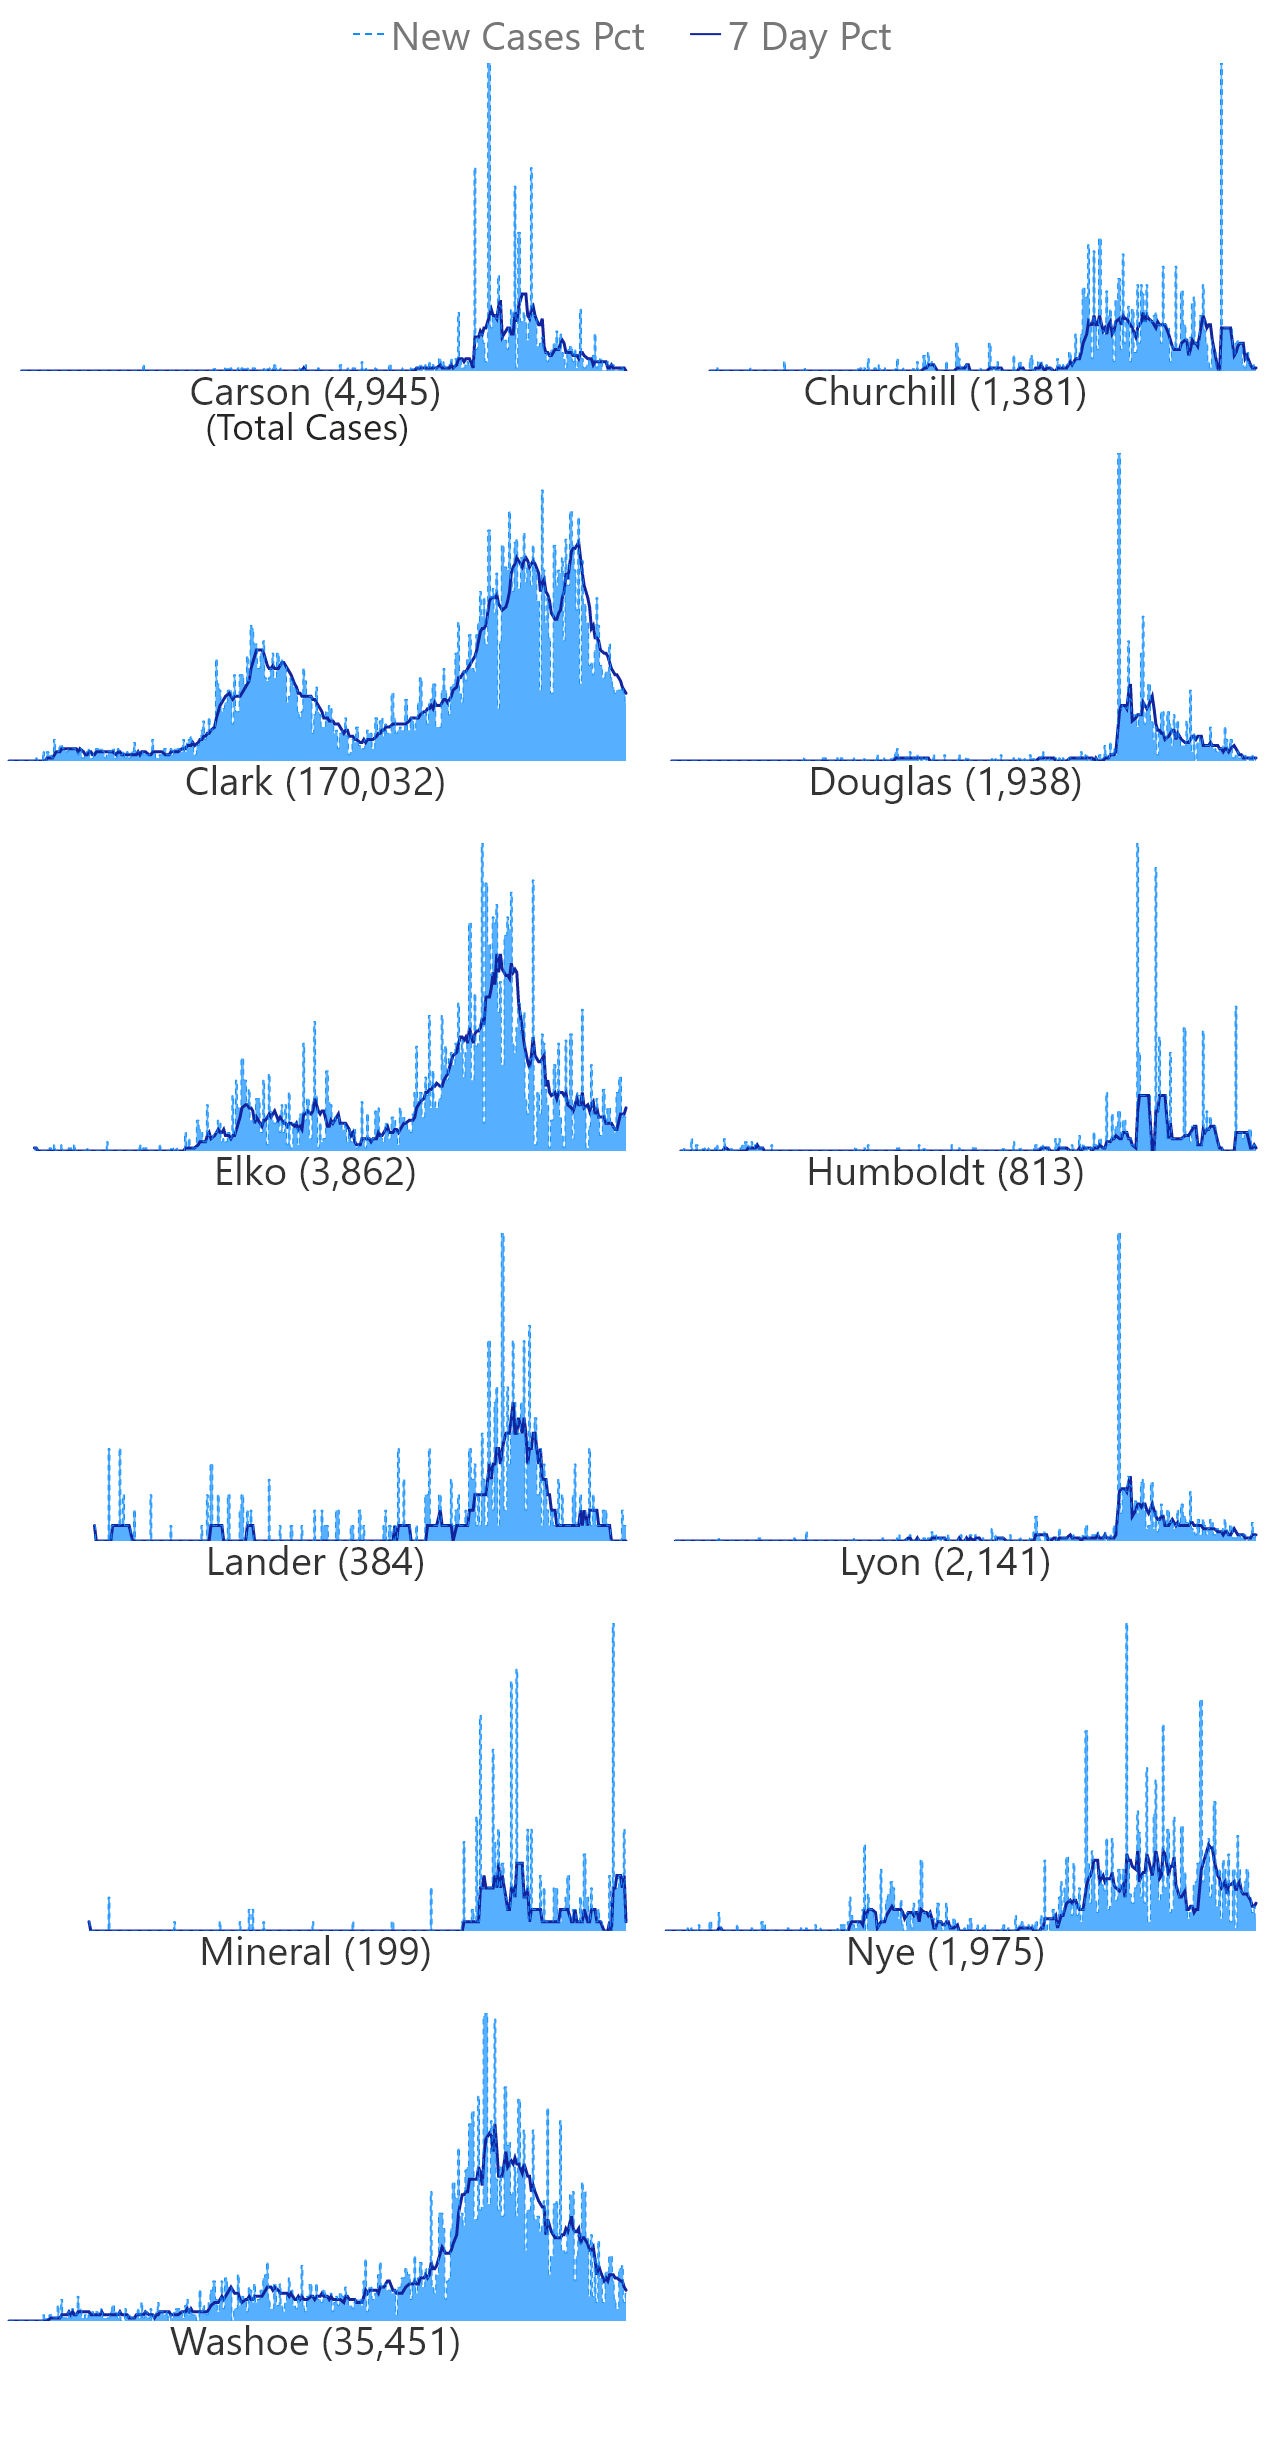 New Cases Pct 7 Day Pct
Carson (4,945)
(Total Cases)
Churchill (1,381)
Clark (170,032)
Douglas (1,938)
Elko (3,862)
Humboldt (813)
Lander (384)
Lyon (2,141)
Mineral (199)
Nye (1,975)
Washoe (35,451)